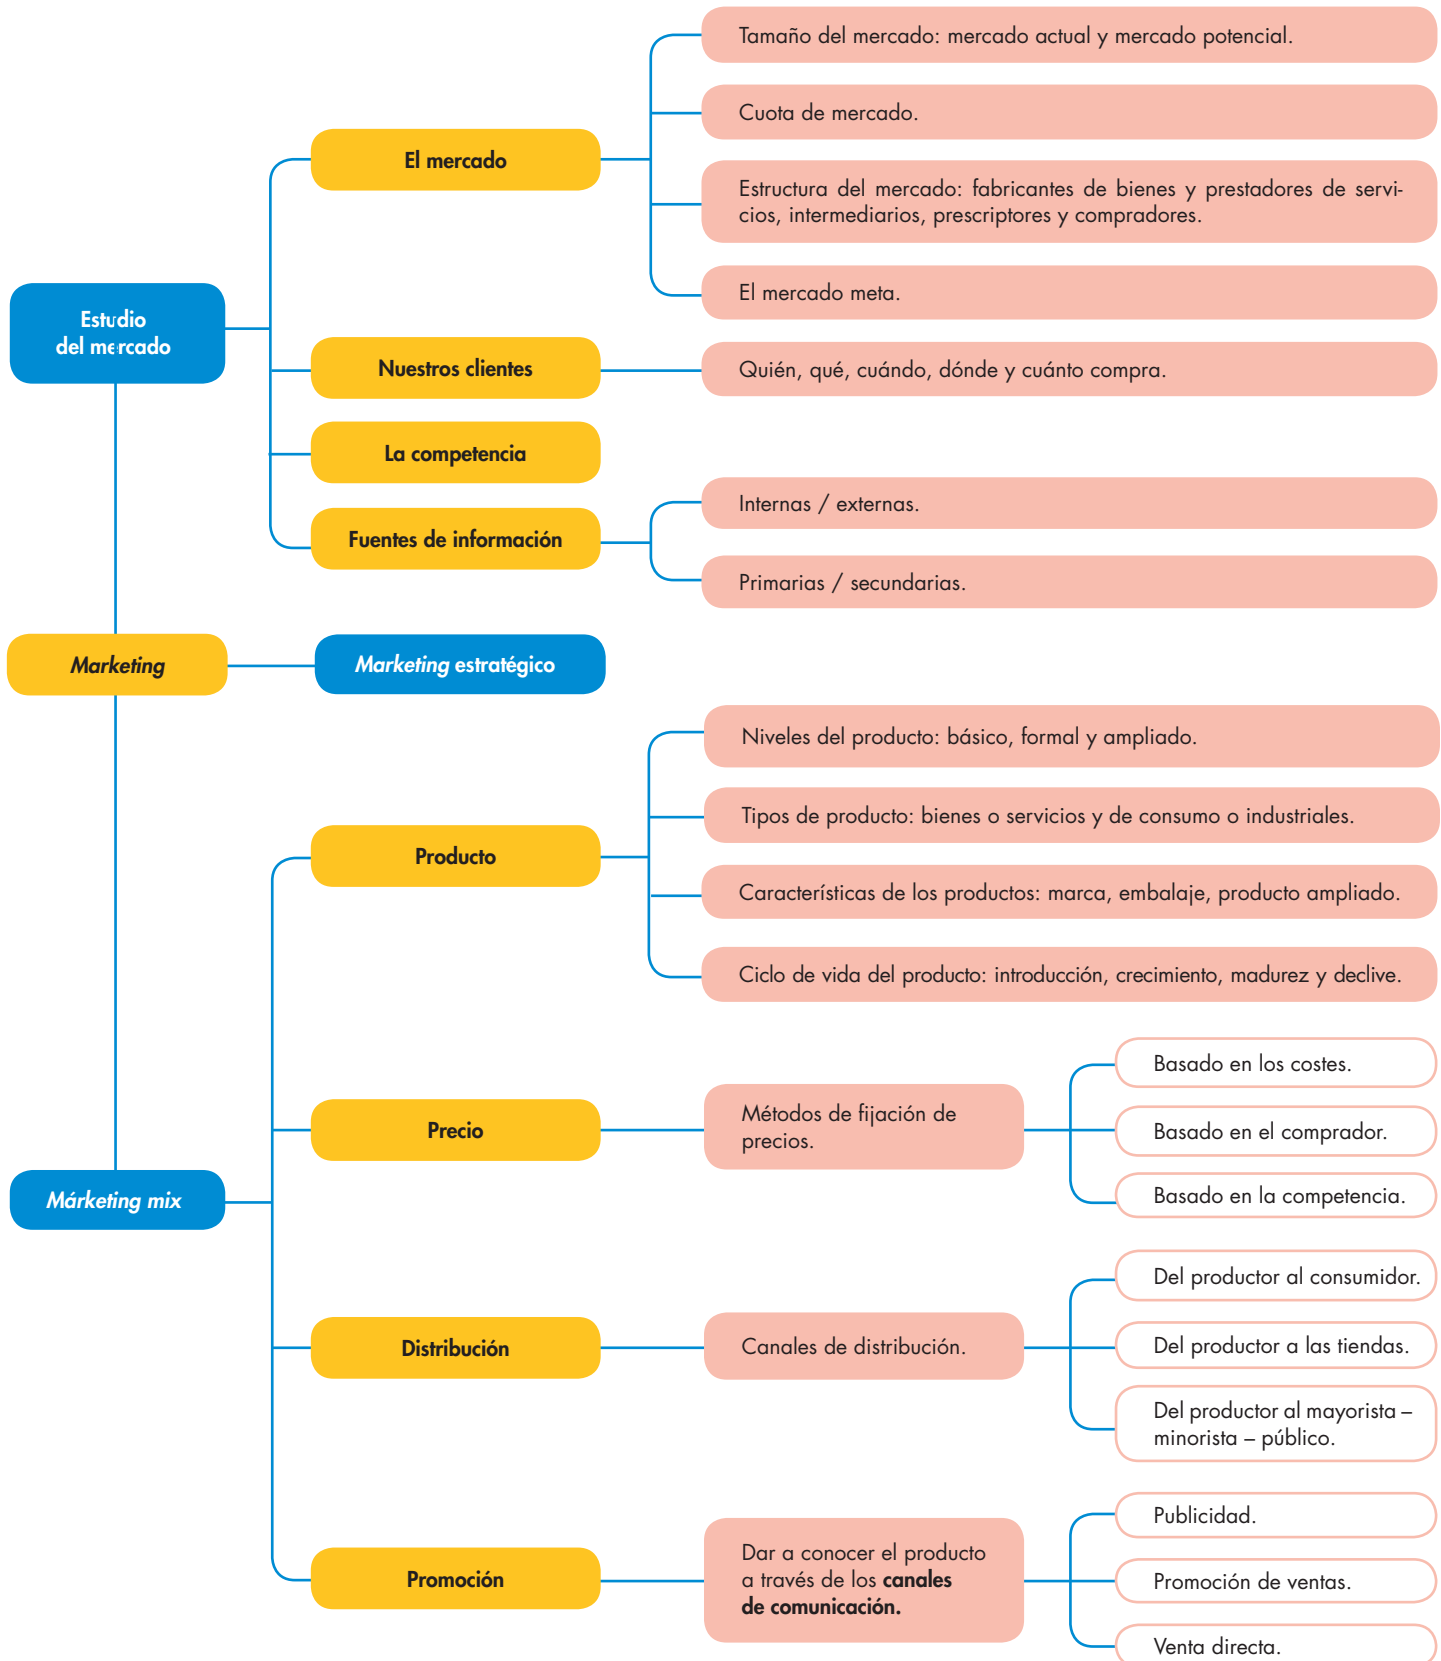 Tamaño del mercado: mercado actual y mercado potencial.
Cuota de mercado.
El mercado
Estructura del mercado: fabricantes de bienes y prestadores de servi-
cios, intermediarios, prescriptores y compradores.
El mercado meta.
Estudio
del mercado
Nuestros clientes
Quién, qué, cuándo, dónde y cuánto compra.
La competencia
Fuentes de información
Internas / externas.
Primarias / secundarias.
Marketing
Marketing estratégico
Niveles del producto: básico, formal y ampliado.
Tipos de producto: bienes o servicios y de consumo o industriales.
Producto
Características de los productos: marca, embalaje, producto ampliado.
Ciclo de vida del producto: introducción, crecimiento, madurez y declive.
Precio
Métodos de fijación de
precios.
Basado en los costes.
Basado en el comprador.
Basado en la competencia.
Márketing mix
Distribución
Canales de distribución.
Del productor al consumidor.
Del productor a las tiendas.
Del productor al mayorista –
minorista – público.
Promoción
Dar a conocer el producto
a través de los canales
de comunicación.
Publicidad.
Promoción de ventas.
Venta directa.